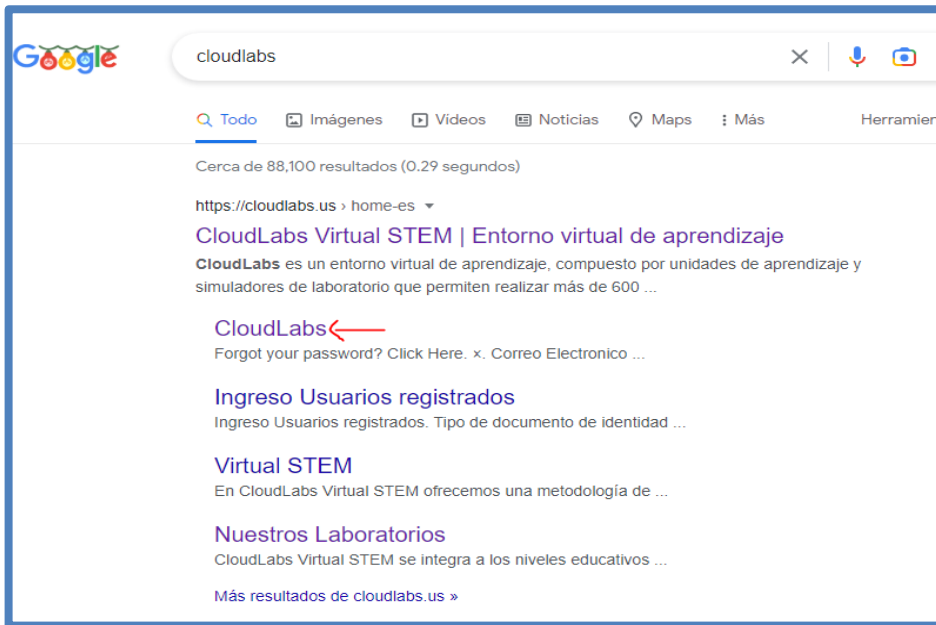 Google
cloudlabs
Todo Imágenes Vídeos Noticias Maps Más
Cerca de 88,100 resultados (0.29 segundos)
https://cloudlabs.us › home-es
CloudLabs Virtual STEM | Entorno virtual de aprendizaje
CloudLabs es un entorno virtual de aprendizaje, compuesto por unidades de aprendizaje y
simuladores de laboratorio que permiten realizar más de 600 ...
CloudLabs
Forgot your password? Click Here. ×. Correo Electronico ...
Ingreso Usuarios registrados
Ingreso Usuarios registrados. Tipo de documento de identidad ...
Virtual STEM
En CloudLabs Virtual STEM ofrecemos una metodología de ...
Nuestros Laboratorios
CloudLabs Virtual STEM se integra a los niveles educativos ...
Más resultados de cloudlabs.us »